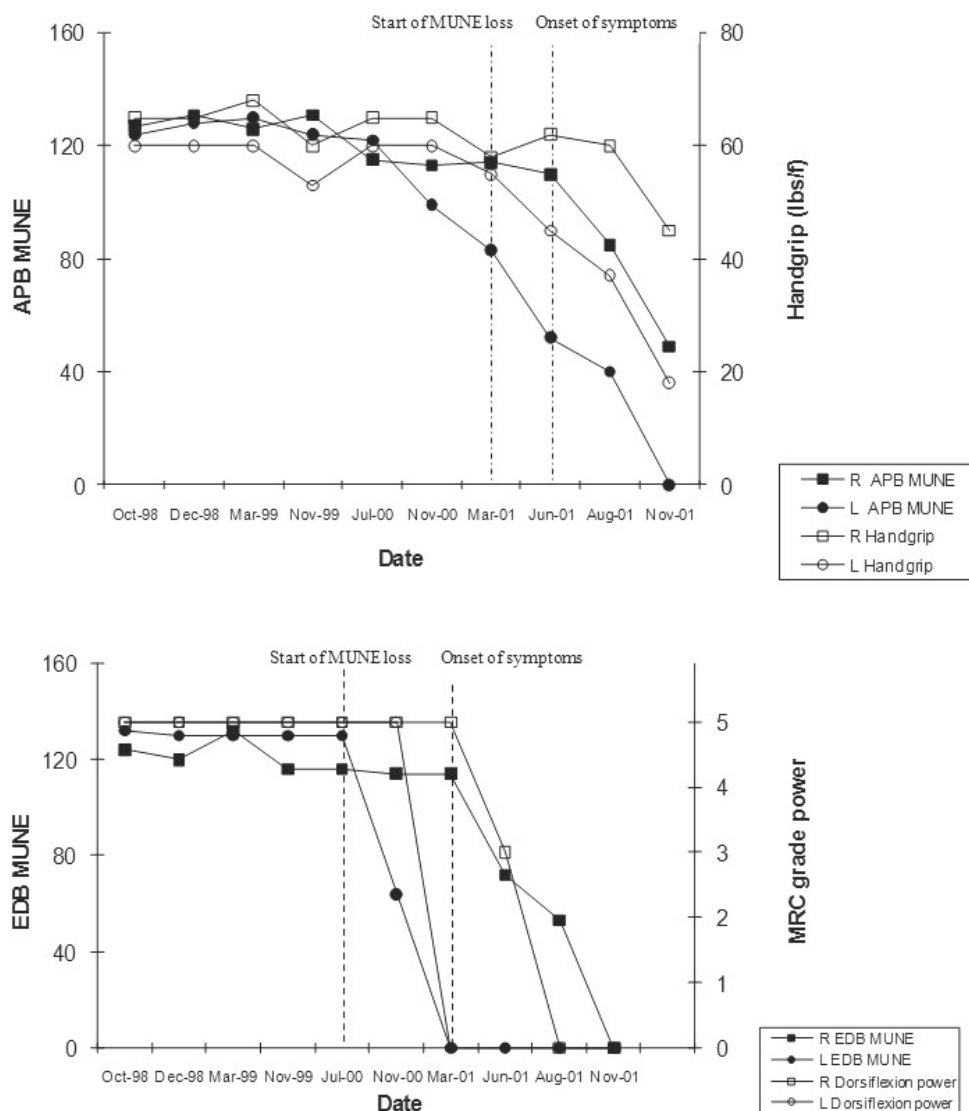 Start of MUNE loss Onset of symptoms
160
120
80
40
0
APB MUNE
80
60
40
20
0
Handgrip (lbs/f)
Oct-98 Dec-98 Mar-99 Nov-99 Jul-00 Nov-00 Mar-01 Jun-01 Aug-01 Nov-01
Date
R APB MUNE
L APB MUNE
R Handgrip
L Handgrip
Start of MUNE loss Onset of symptoms
160
120
80
40
0
EDB MUNE
5
4
3
2
1
0
MRC grade power
Oct-98 Dec-98 Mar-99 Nov-99 Jul-00 Nov-00 Mar-01 Jun-01 Aug-01 Nov-01
Date
R EDB MUNE
L EDB MUNE
R Dorsiflexion power
L Dorsiflexion power